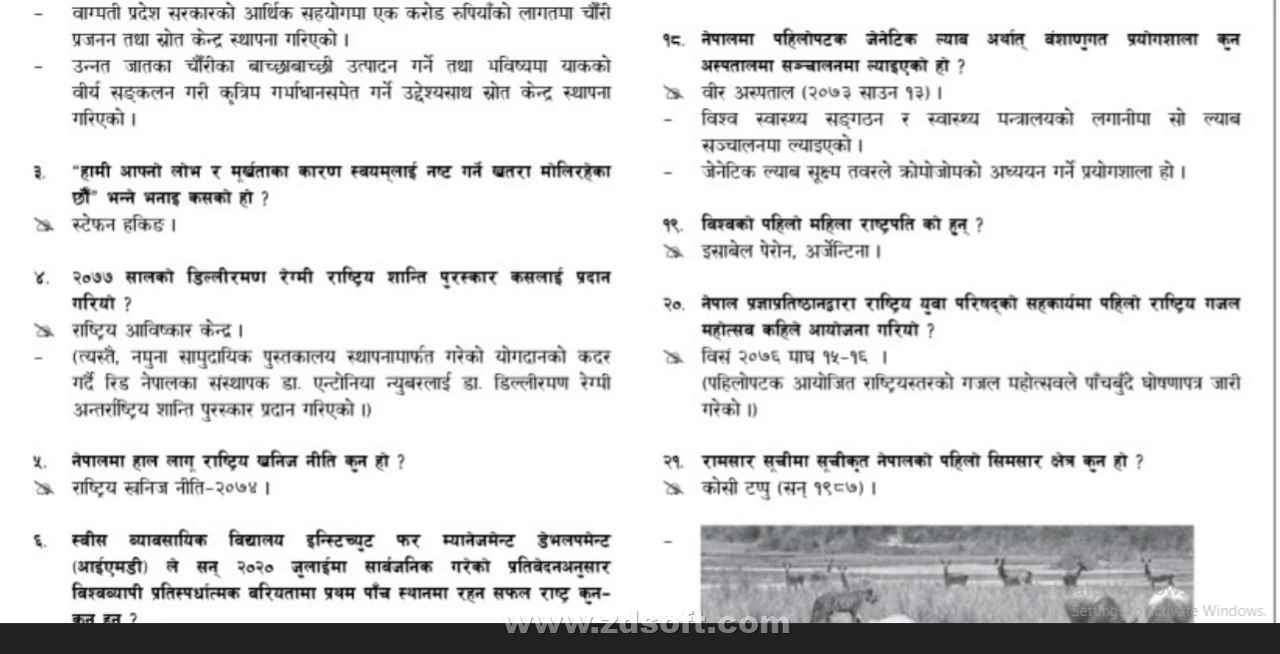 - वाग्मती प्रदेश सरकारको आर्थिक सहयोगमा एक करोड रुपियाँको लागतमा चौंरी
प्रजनन तथा स्रोत केन्द्र स्थापना गरिएको ।
- उन्नत जातका चौंरीका बाच्छाबाच्छी उत्पादन गर्ने तथा भविष्यमा याकको
वीर्य सङ्कलन गरी कृत्रिम गर्भाधानसमेत गर्ने उद्देश्यसाथ स्रोत केन्द्र स्थापना
गरिएको ।
३. “हामी आफ्नो लोभ र मूर्खताका कारण स्वयम्‌लाई नष्ट गर्ने खतरा मोलिरहेका
छौं” भन्ने भनाइ कसको हो ?
स्टेफन हकिङ ।
४. २०७७ सालको डिल्लीरमण रेग्मी राष्ट्रिय शान्ति पुरस्कार कसलाई प्रदान
गरियो ?
राष्ट्रिय आविष्कार केन्द्र ।
- (त्यस्तै, नमुना सामुदायिक पुस्तकालय स्थापनामार्फत गरेको योगदानको कदर
गर्दै रिड नेपालका संस्थापक डा. एन्टोनिया न्युबरलाई डा. डिल्लीरमण रेग्मी
अन्तर्राष्ट्रिय शान्ति पुरस्कार प्रदान गरिएको ।)
५. नेपालमा हाल लागू राष्ट्रिय खनिज नीति कुन हो ?
राष्ट्रिय खनिज नीति-२०७४ ।
६. स्वीस व्यावसायिक विद्यालय इन्स्टिच्युट फर म्यानेजमेन्ट डेभलपमेन्ट
(आईएमडी) ले सन् २०२० जुलाईमा सार्वजनिक गरेको प्रतिवेदनअनुसार
विश्वव्यापी प्रतिस्पर्धात्मक वरियतामा प्रथम पाँच स्थानमा रहन सफल राष्ट्र कुन-
कुन हुन् ?
१८. नेपालमा पहिलोपटक जेनेटिक ल्याब अर्थात् वंशाणुगत प्रयोगशाला कुन
अस्पतालमा सञ्चालनमा ल्याइएको हो ?
वीर अस्पताल (२०७३ साउन १३) ।
- विश्व स्वास्थ्य सङ्गठन र स्वास्थ्य मन्त्रालयको लगानीमा सो ल्याब
सञ्चालनमा ल्याइएको ।
- जेनेटिक ल्याब सूक्ष्म तवरले क्रोमोजोमको अध्ययन गर्ने प्रयोगशाला हो ।
१९. विश्वको पहिलो महिला राष्ट्रपति को हुन् ?
इसाबेल पेरोन, अर्जेन्टिना ।
२०. नेपाल प्रज्ञाप्रतिष्ठानद्वारा राष्ट्रिय युवा परिषद्को सहकार्यमा पहिलो राष्ट्रिय गजल
महोत्सव कहिले आयोजना गरियो ?
विसं २०७६ माघ १५-१६ ।
(पहिलोपटक आयोजित राष्ट्रियस्तरको गजल महोत्सवले पाँचबुँदे घोषणापत्र जारी
गरेको ।)
२१. रामसार सूचीमा सूचीकृत नेपालको पहिलो सिमसार क्षेत्र कुन हो ?
कोसी टप्पु (सन् १९८७) ।
-
www.zdsoft.com
Windows.